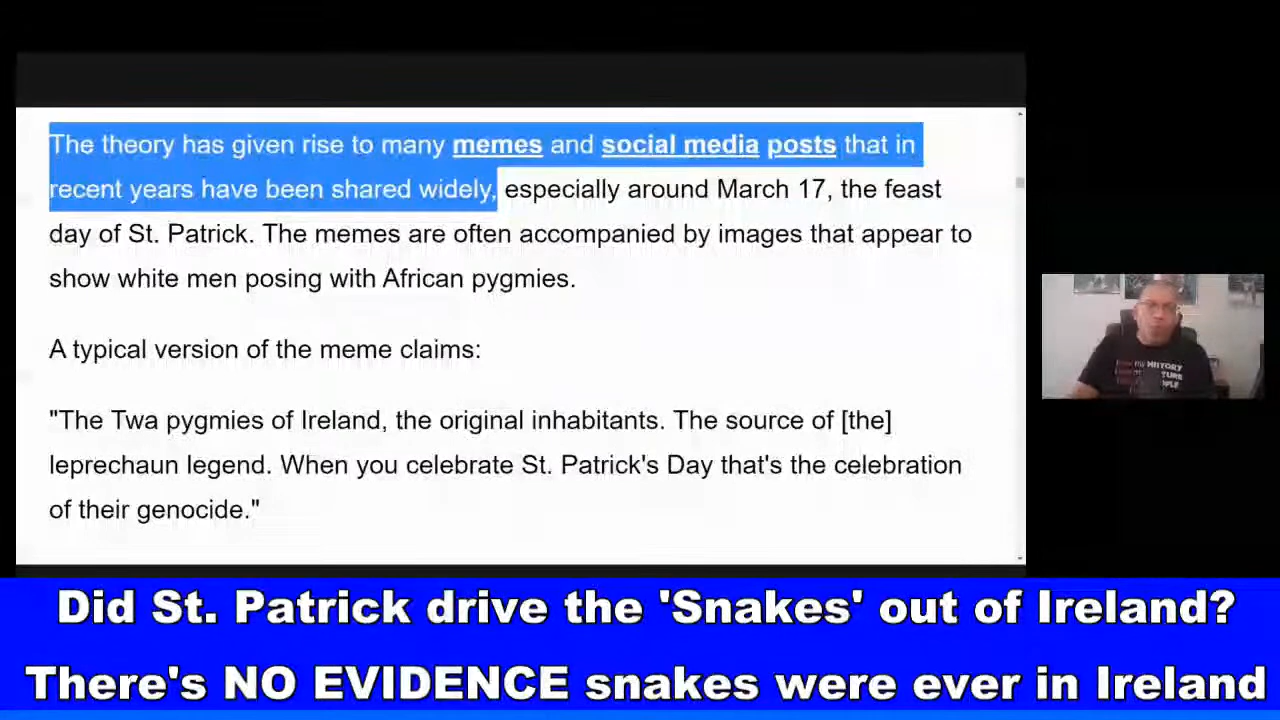 The theory has given rise to many memes and social media posts that in
recent years have been shared widely, especially around March 17, the feast
day of St. Patrick. The memes are often accompanied by images that appear to
show white men posing with African pygmies.
A typical version of the meme claims:
"The Twa pygmies of Ireland, the original inhabitants. The source of [the]
leprechaun legend. When you celebrate St. Patrick's Day that's the celebration
of their genocide."
HISTORY
Did St. Patrick drive the 'Snakes' out of Ireland?
There's NO EVIDENCE snakes were ever in Ireland